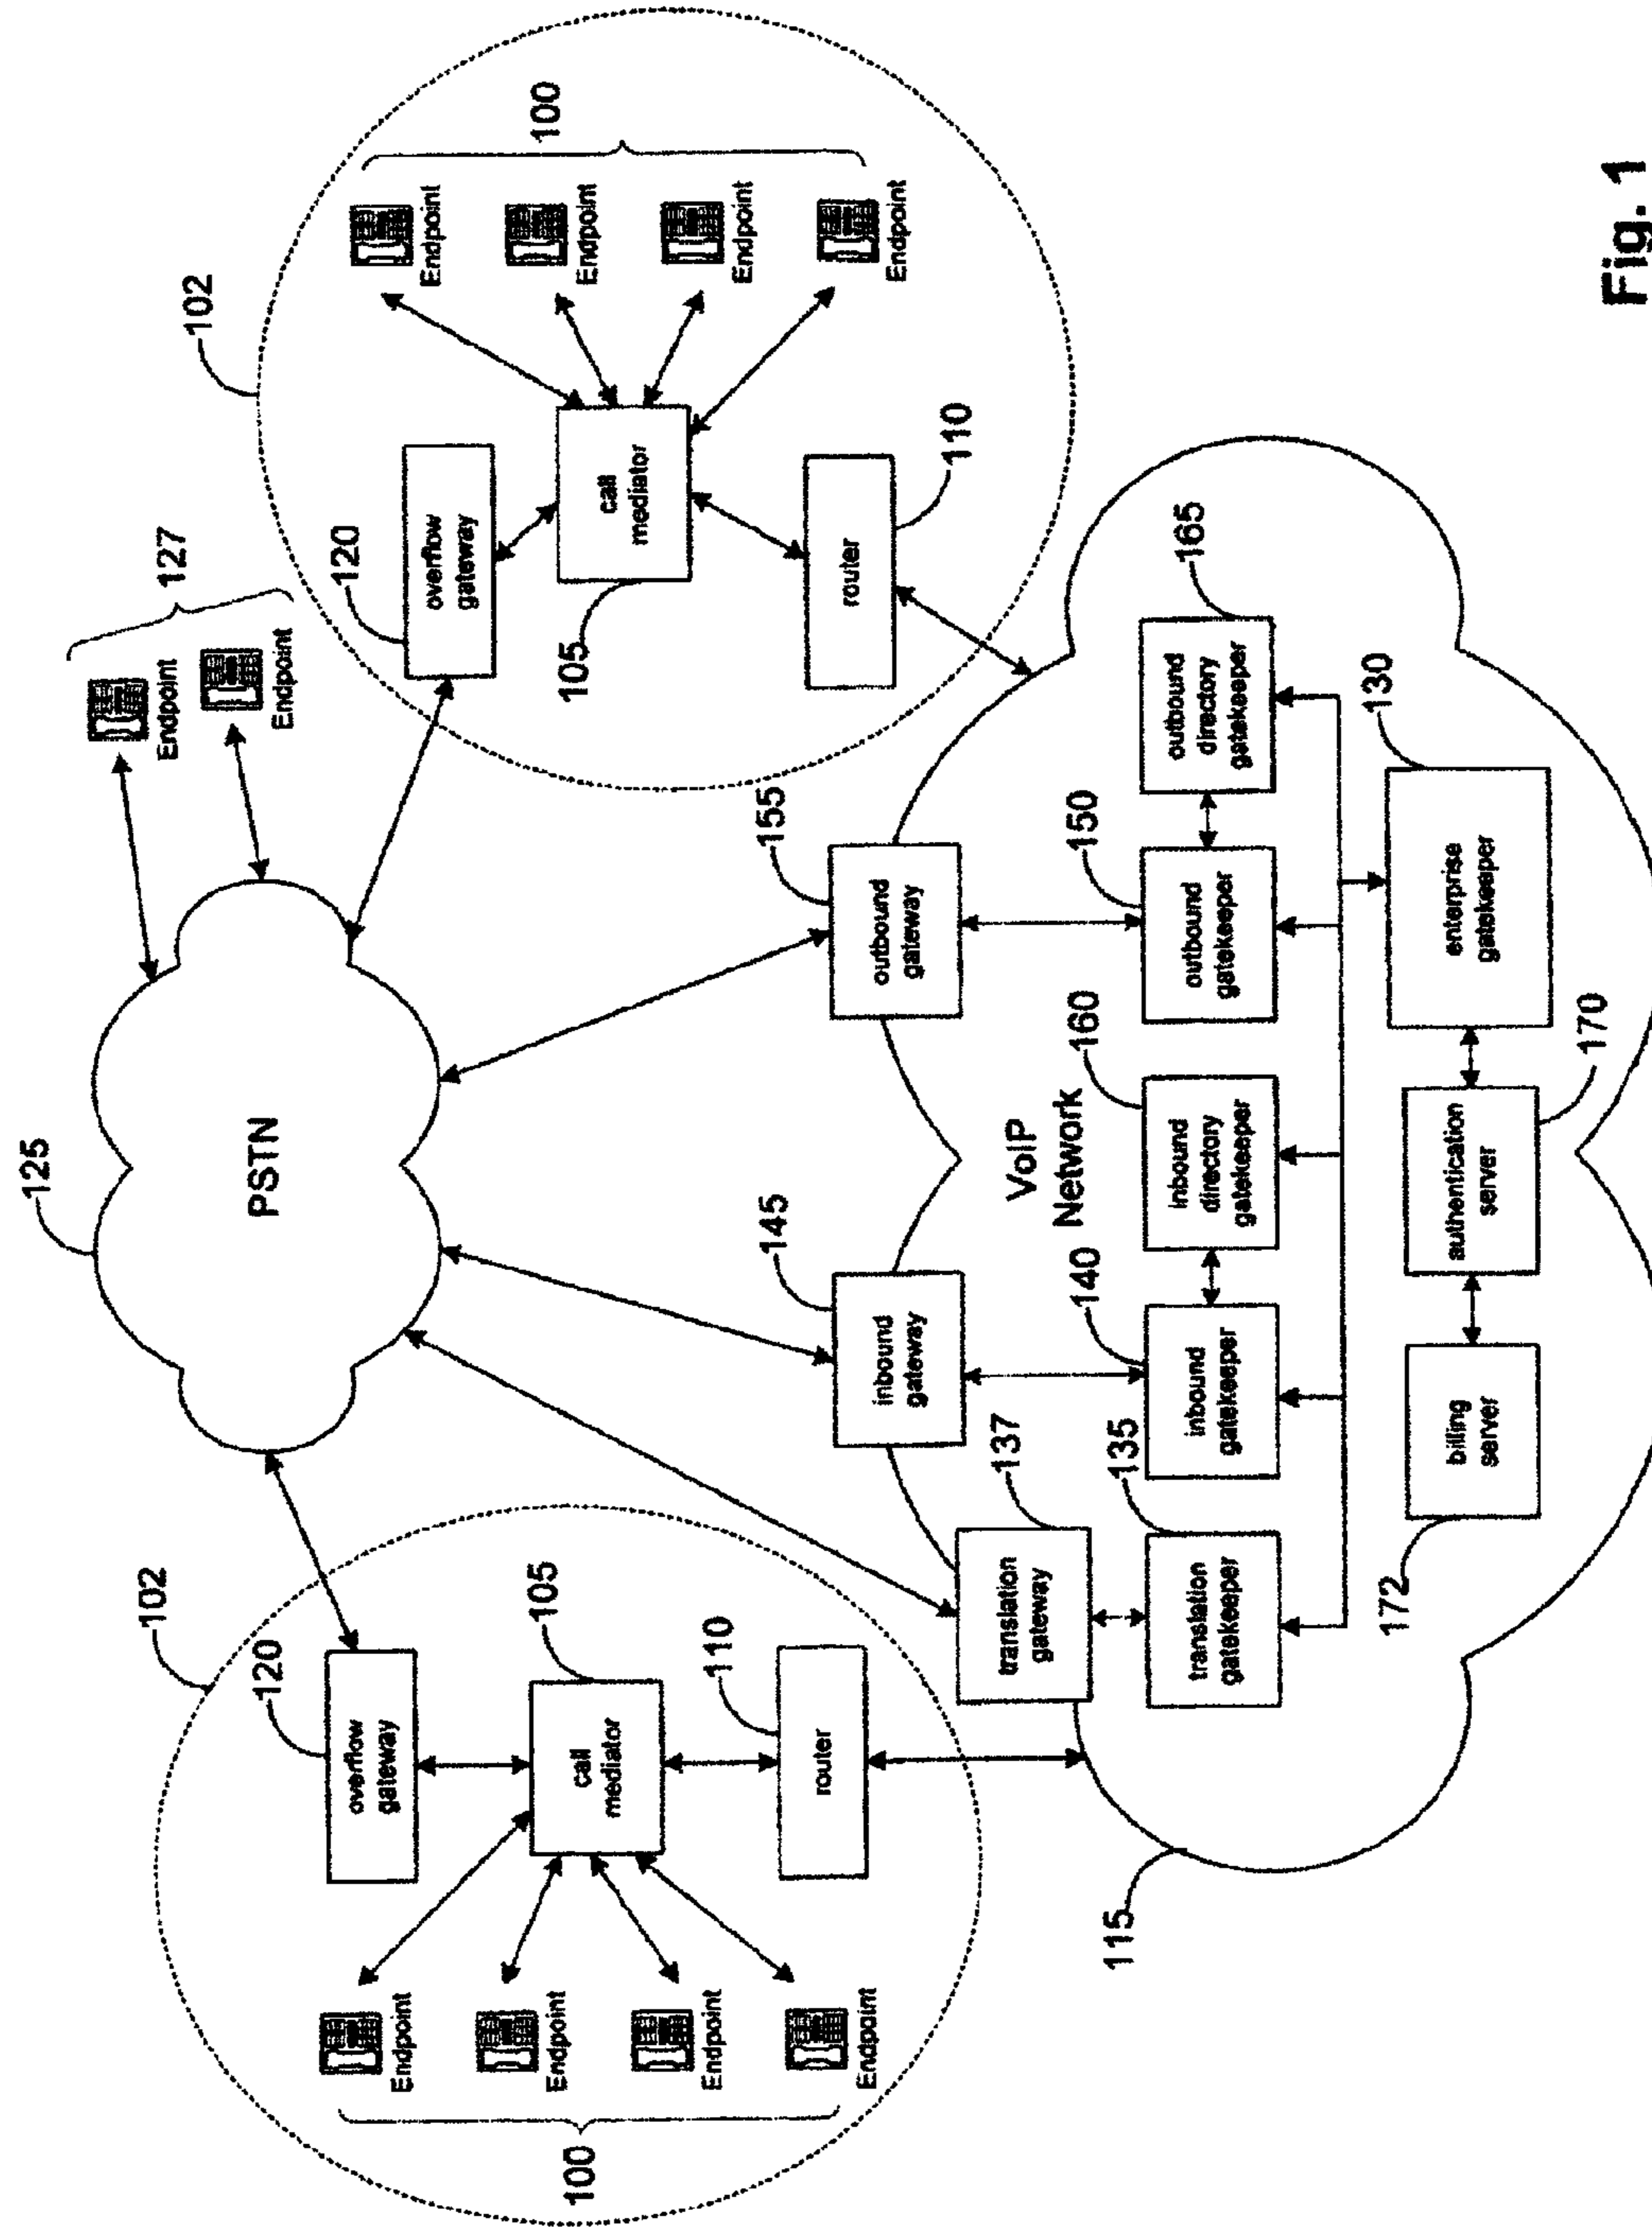 125
PSTN
127
Endpoint
Endpoint
102
120
overflow
gateway
105
call
mediator
110
router
Endpoint
Endpoint
Endpoint
Endpoint
100
102
120
overflow
gateway
105
call
mediator
110
router
Endpoint
Endpoint
Endpoint
Endpoint
100
145
inbound
gateway
155
outbound
gateway
137
translation
gateway
VoIP
Network
135
translation
gatekeeper
140
inbound
gatekeeper
160
inbound
directory
gatekeeper
150
outbound
gatekeeper
165
outbound
directory
gatekeeper
115
172
billing
server
authentication
server
170
enterprise
gatekeeper
130
Fig. 1